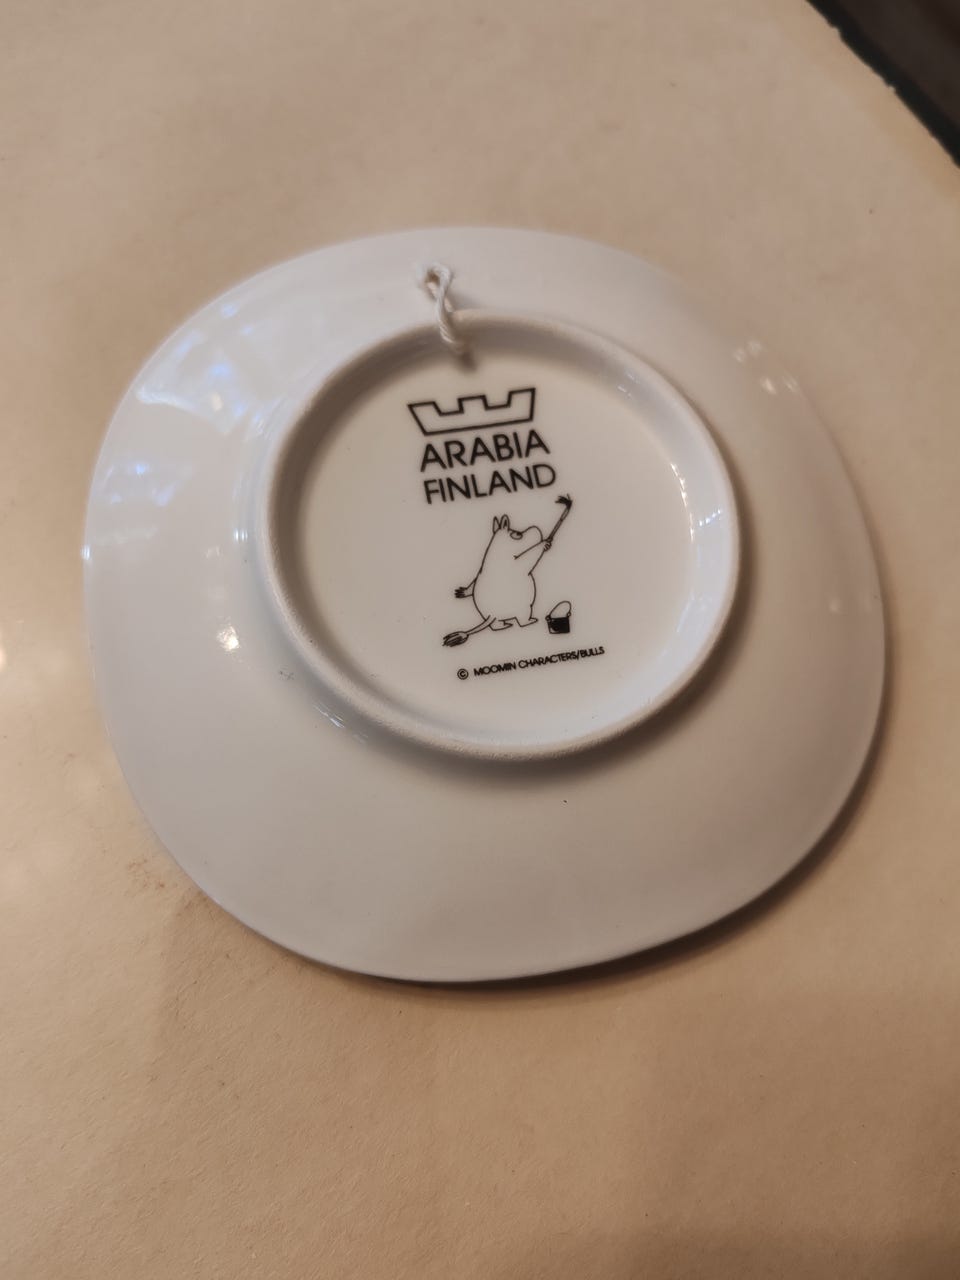 ARABIA
FINLAND
© MOOMIN CHARACTERS/BULLS